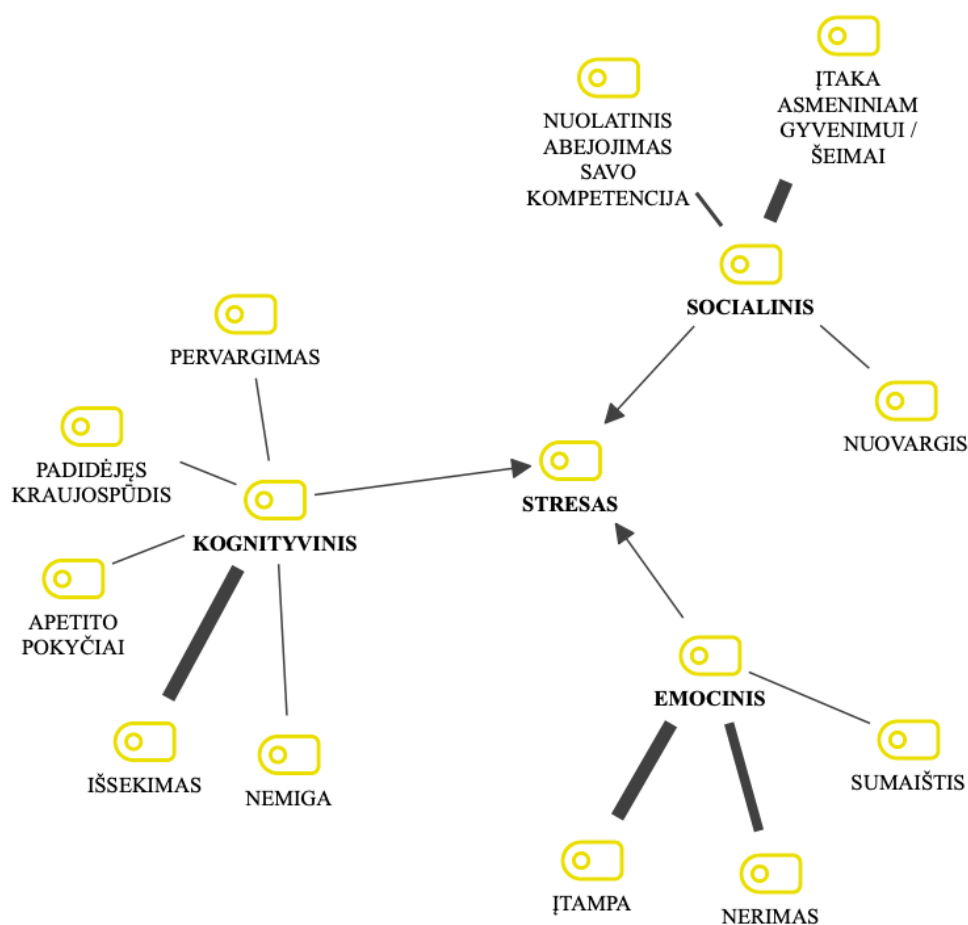 ĮTAKA
ASMENINIAM
GYVENIMUI /
ŠEIMAI
NUOLATINIS
ABEJOJIMAS
SAVO
KOMPETENCIJA
SOCIALINIS
PERVARGIMAS
NUOVARGIS
PADIDĖJĘS
KRAUJOSPŪDIS
STRESAS
KOGNITYVINIS
APETITO
POKYČIAI
EMOCINIS
IŠSEKIMAS
NEMIGA
SUMAIŠTIS
ĮTAMPA
NERIMAS